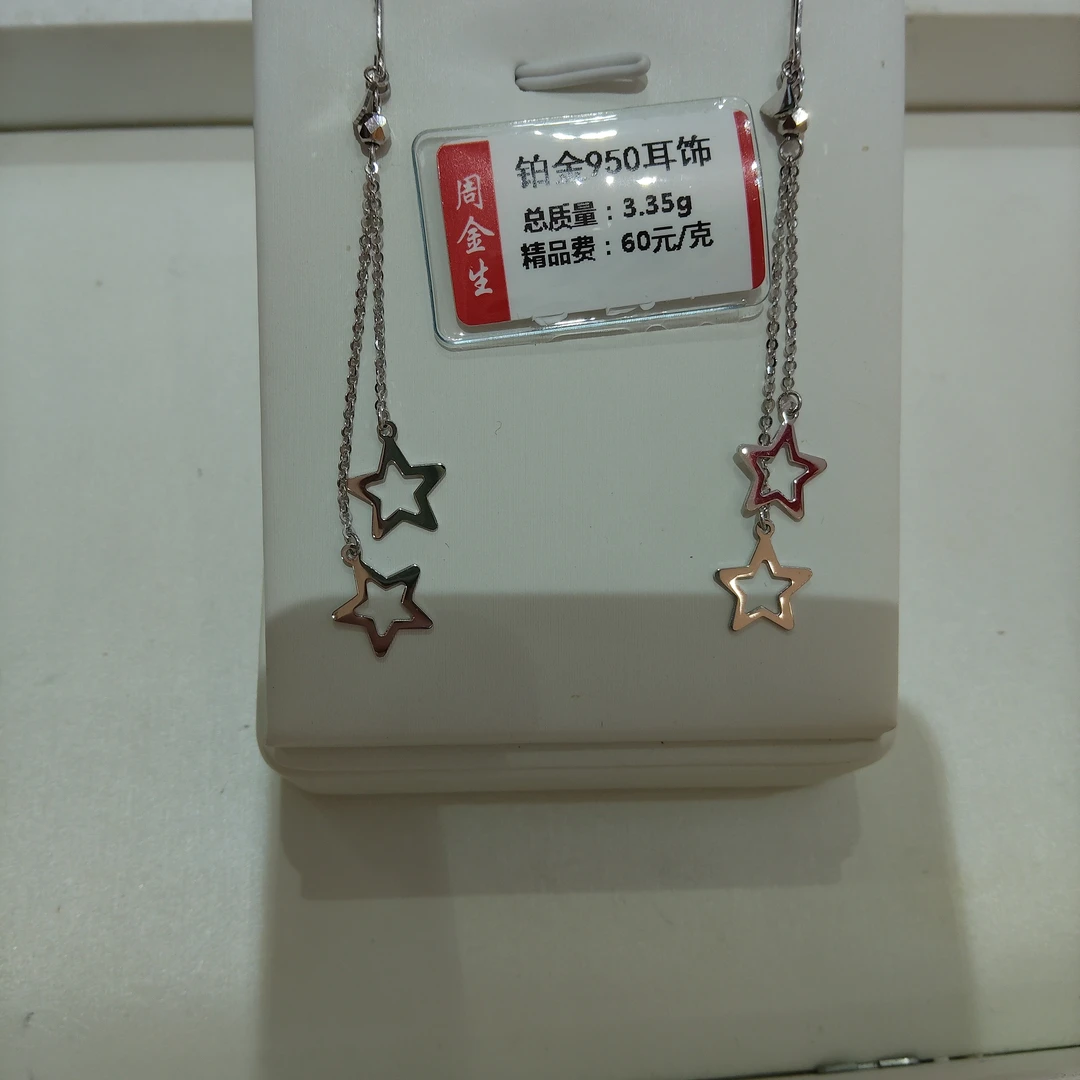 周金生
铂金950耳饰
总质量：3.35g
精品费：60元/克